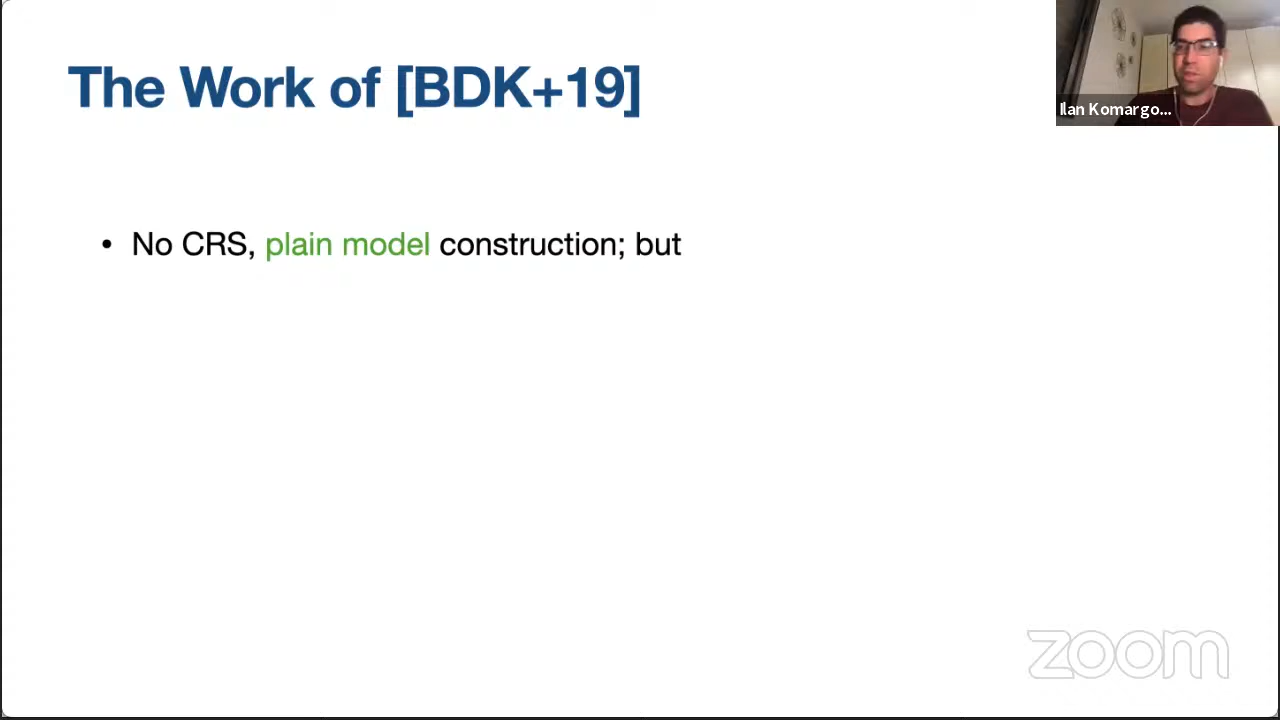 The Work of [BDK+19]
Ilan Komargo...
• No CRS, plain model construction; but
zoom